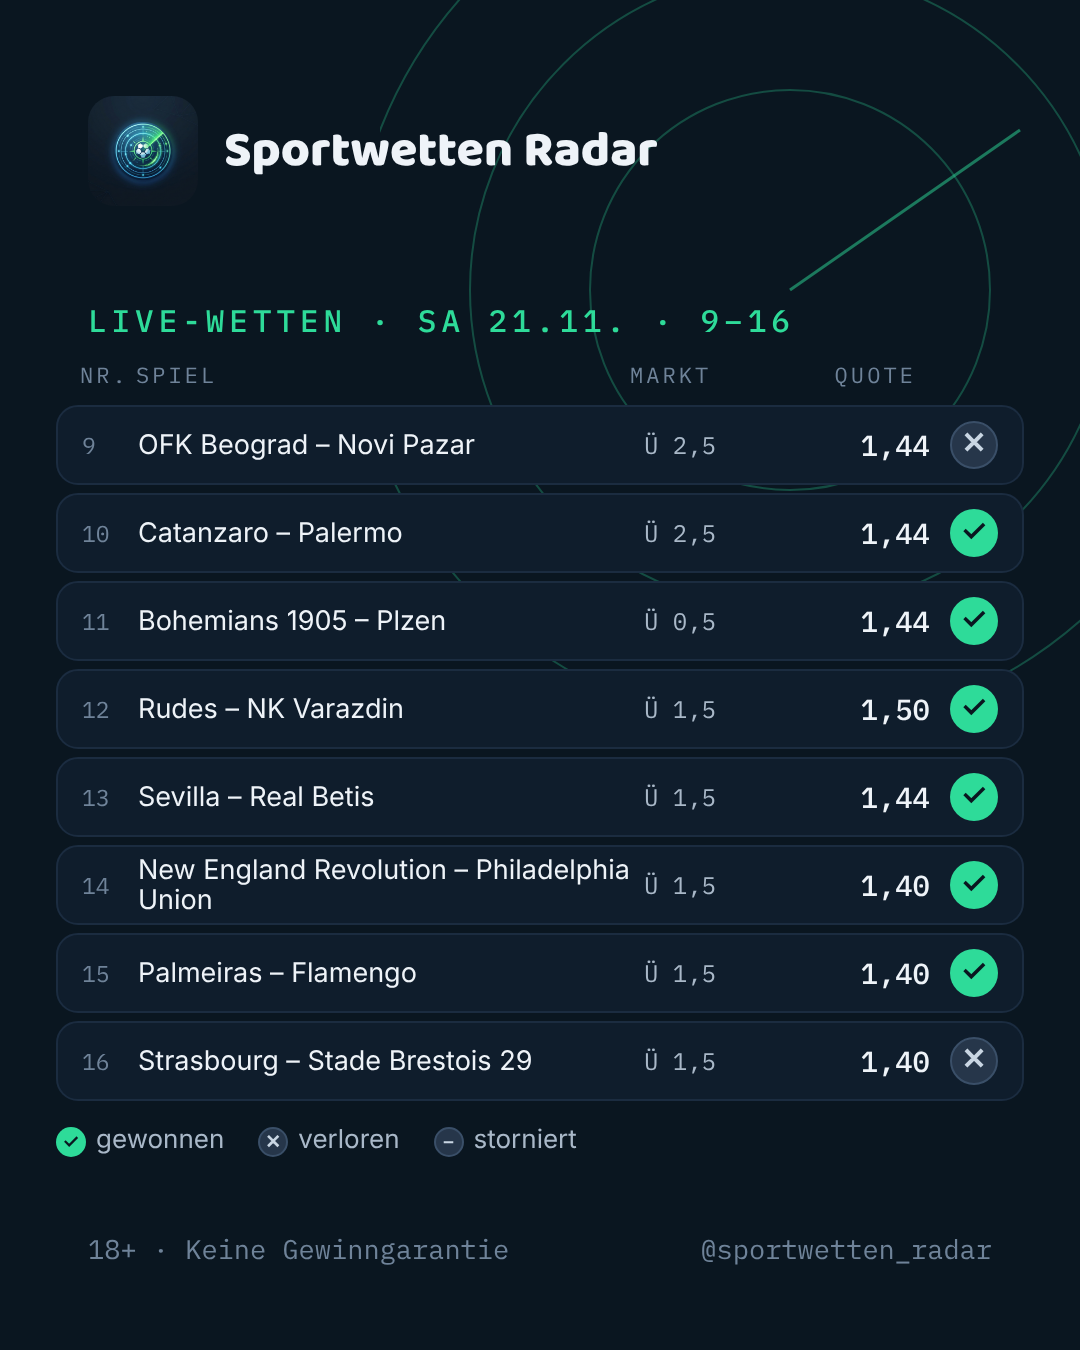 Sportwetten Radar
LIVE-WETTEN · SA 21.11. · 9–16
NR. SPIEL MARKT QUOTE
9 OFK Beograd – Novi Pazar Ü 2,5 1,44
10 Catanzaro – Palermo Ü 2,5 1,44
11 Bohemians 1905 – Plzen Ü 0,5 1,44
12 Rudes – NK Varazdin Ü 1,5 1,50
13 Sevilla – Real Betis Ü 1,5 1,44
14 New England Revolution – Philadelphia Ü 1,5 1,40
Union
15 Palmeiras – Flamengo Ü 1,5 1,40
16 Strasbourg – Stade Brestois 29 Ü 1,5 1,40
gewonnen verloren storniert
18+ · Keine Gewinngarantie @sportwetten_radar